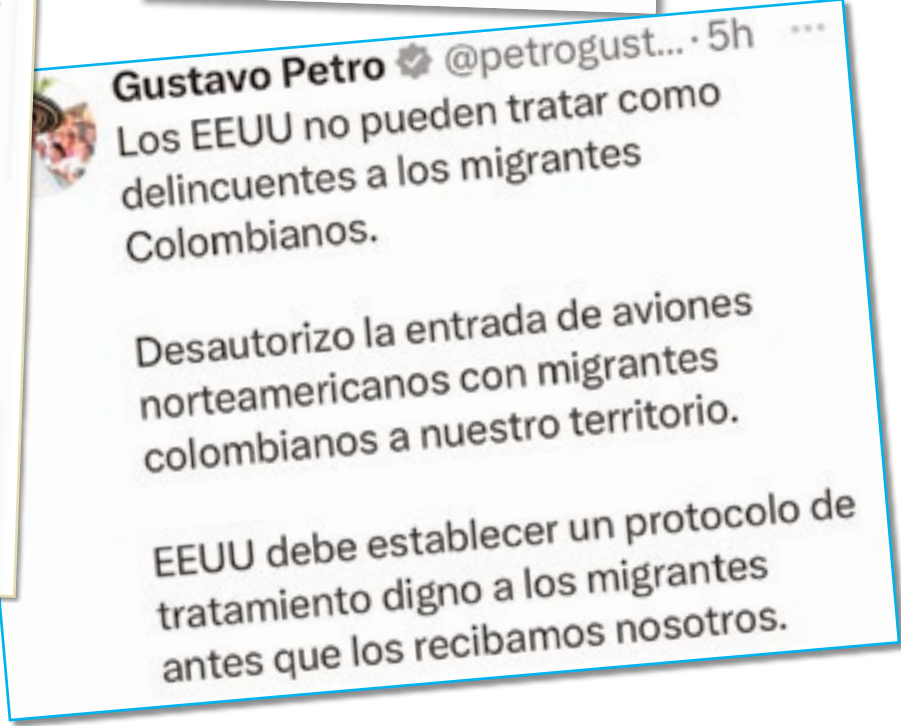 Gustavo Petro @petrogust... · 5h
Los EEUU no pueden tratar como
delincuentes a los migrantes
Colombianos.
Desautorizo la entrada de aviones
norteamericanos con migrantes
colombianos a nuestro territorio.
EEUU debe establecer un protocolo de
tratamiento digno a los migrantes
antes que los recibamos nosotros.